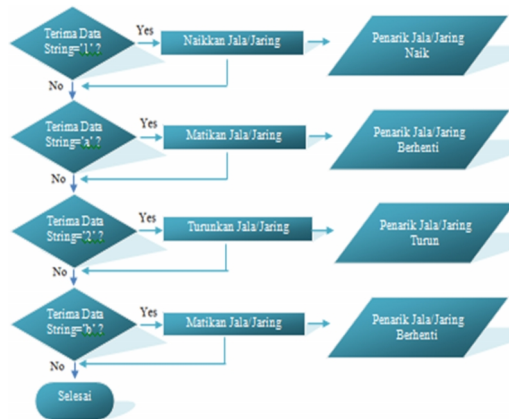 Terima Data
String='1' ?
Yes
Naikkan Jala/Jaring
Penarik Jala/Jaring
Naik
No
Terima Data
String='a' ?
Yes
Matikan Jala/Jaring
Penarik Jala/Jaring
Berhenti
No
Terima Data
String='2' ?
Yes
Turunkan Jala/Jaring
Penarik Jala/Jaring
Turun
No
Terima Data
String='b' ?
Yes
Matikan Jala/Jaring
Penarik Jala/Jaring
Berhenti
No
Selesai